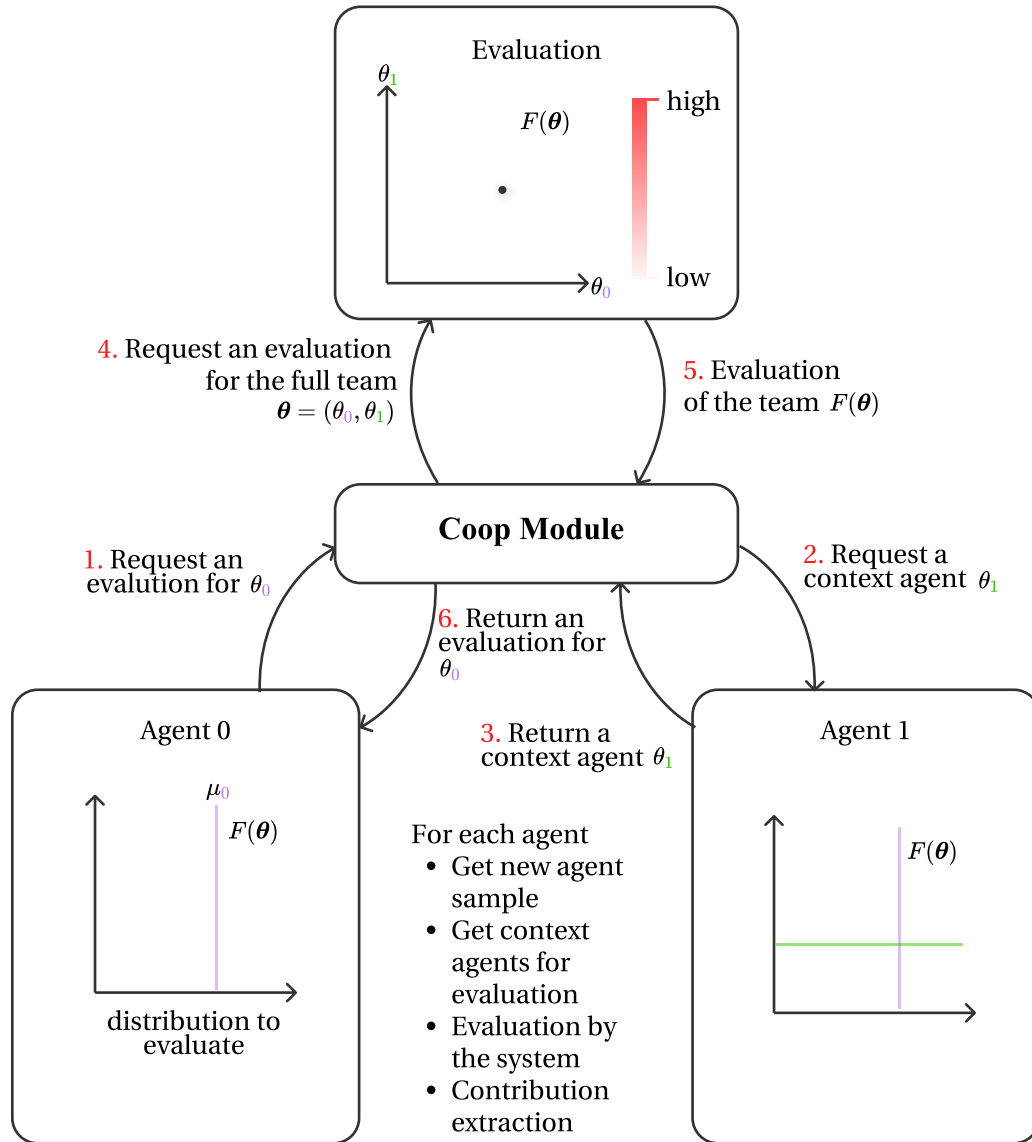 Evaluation
θ1
F(θ)
high
low
θ0
4. Request an evaluation
for the full team
θ = (θ0, θ1)
5. Evaluation
of the team F(θ)
Coop Module
1. Request an
evalution for θ0
2. Request a
context agent θ1
6. Return an
evaluation for
θ0
3. Return a
context agent θ1
Agent 0
μ0
F(θ)
distribution to
evaluate
For each agent
• Get new agent
sample
• Get context
agents for
evaluation
• Evaluation by
the system
• Contribution
extraction
Agent 1
F(θ)